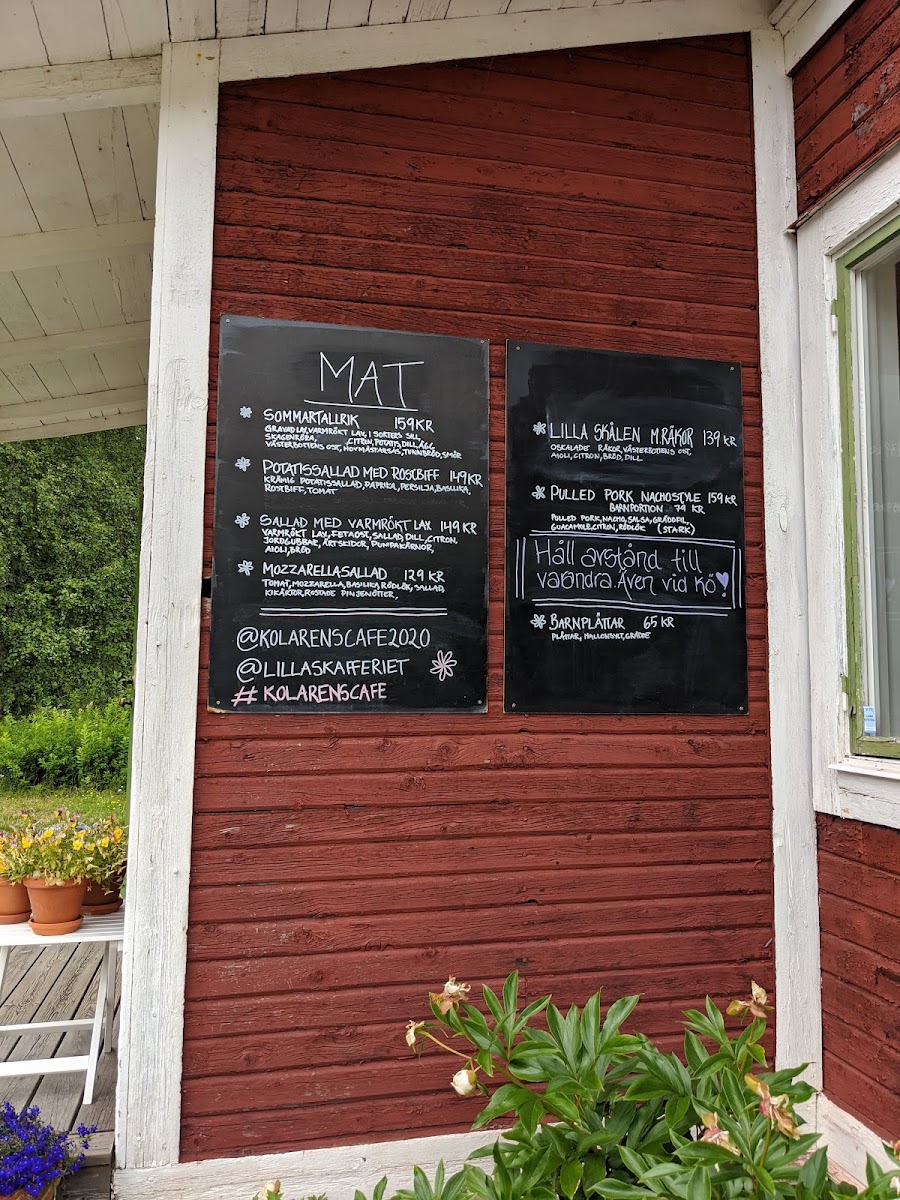 MAT
SOMMARTALLRIK 159KR
GRAVAD LAX, VARMRÖKT LAX, 1 SORTERS SILL,
SKAGENRÖRA, CITRON, POTATIS, DILL, ÄGG,
VÄSTERBOTTENS OST, HOVMÄSTARSÅS, TUNNBRÖD, SMÖR
POTATISSALLAD MED ROSTBIFF 149KR
KRÄMIG POTATISSALLAD, PAPRIKA, PERSILJA, BASILIKA,
ROSTBIFF, TOMAT
SALLAD MED VARMRÖKT LAX 149 KR
VARMRÖKT LAX, FETAOST, SALLAD, DILL, CITRON,
JORDGUBBAR, ÄRTSKIDOR, PUMPAKÄRNOR,
AIOLI, BRÖD
MOZZARELLASALLAD 129 KR
TOMAT, MOZZARELLA, BASILIKA, RÖDLÖK, SALLAD,
KIKÄRTOR, ROSTADE PINJENÖTTER,
@KOLARENSCAFE2020
@LILLASKAFFERIET
#KOLARENSCAFE
LILLA SKÅLEN M. RÄKOR 139 KR
OSKALADE RÄKOR, VÄSTERBOTTENS OST,
AIOLI, CITRON, BRÖD, DILL
PULLED PORK NACHOSTYLE 159KR
BARNPORTION 79 KR
PULLED PORK, NACHO, SALSA, GRÄDDFIL,
GUACAMOLE, CITRON, RÖDLÖK (STARK)
Håll avstånd till
varandra. Även vid kö
BARNPLÄTTAR 65 KR
PLÄTTAR, HALLONSYLT, GRÄDDE